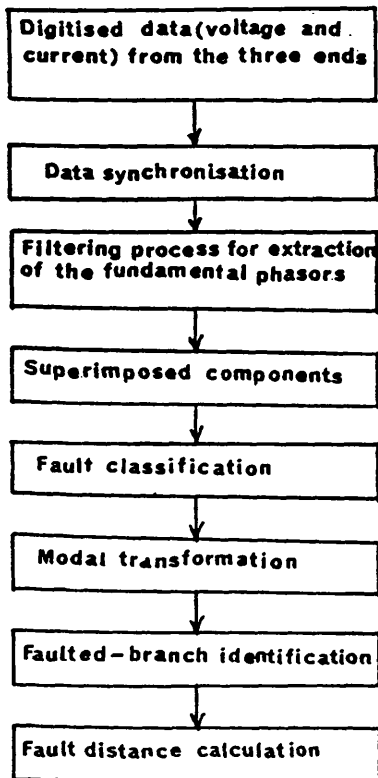 Digitised data(voltage and
current) from the three ends
Data synchronisation
Filtering process for extraction
of the fundamental phasors
Superimposed components
Fault classification
Modal transformation
Faulted-branch identification
Fault distance calculation